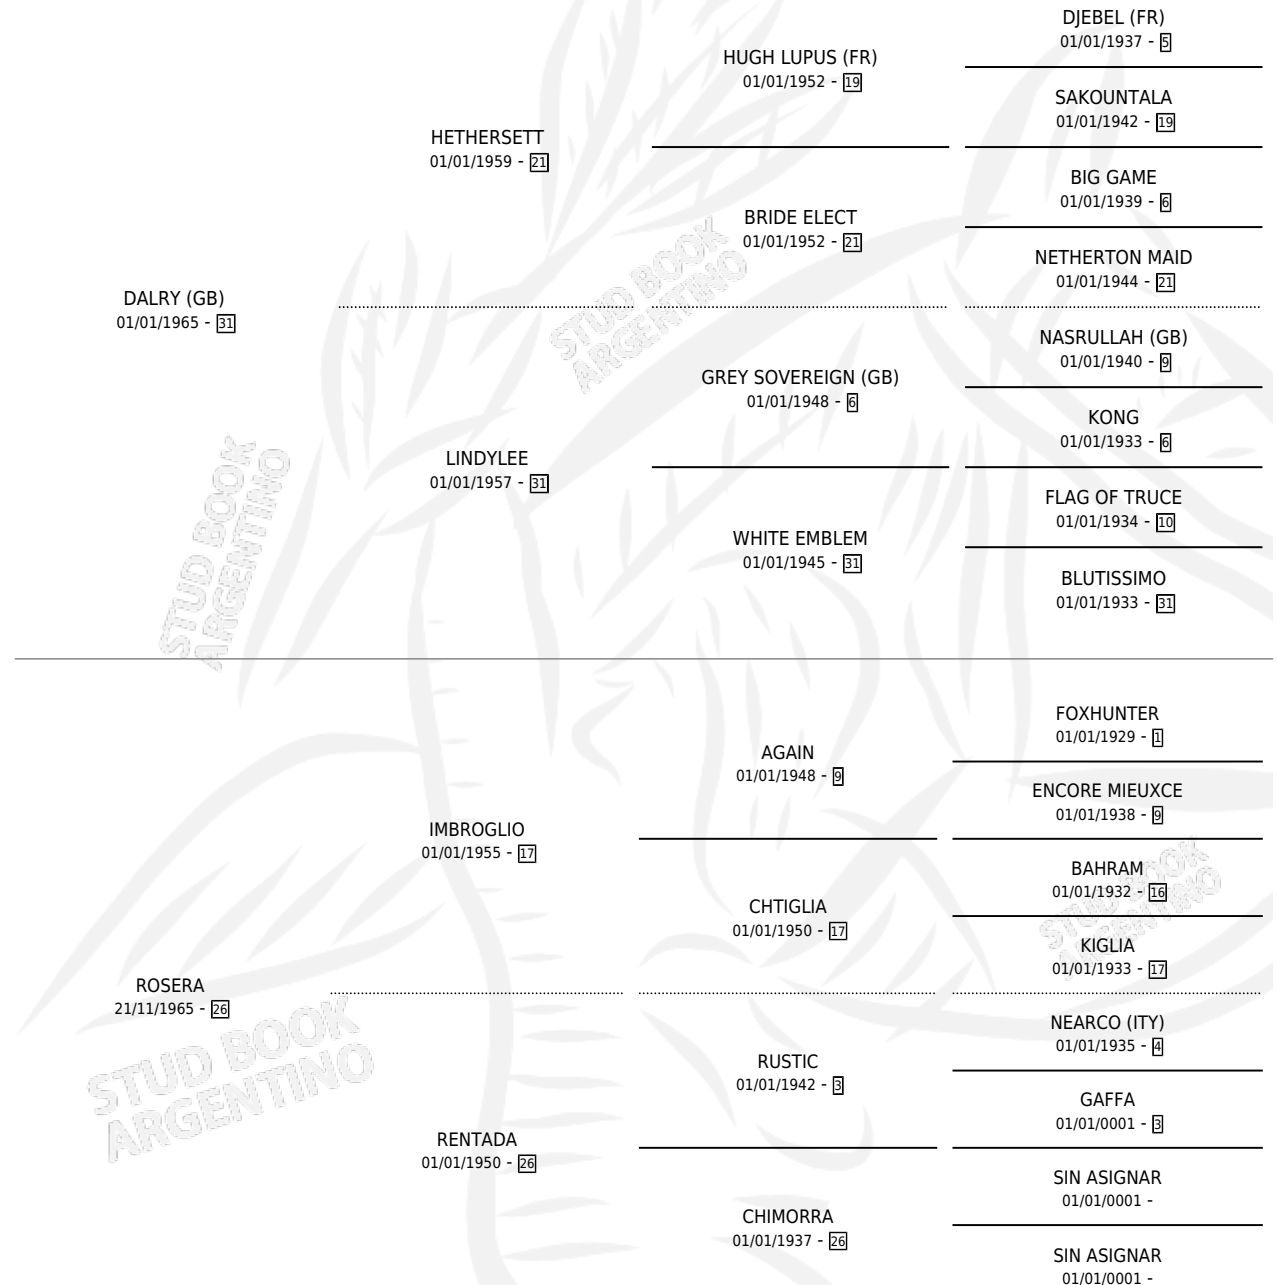 DJEBEL (FR)
01/01/1937 - 5
HUGH LUPUS (FR)
01/01/1952 - 19
SAKOUNTALA
01/01/1942 - 19
HETHERSETT
01/01/1959 - 21
BIG GAME
01/01/1939 - 6
BRIDE ELECT
01/01/1952 - 21
NETHERTON MAID
01/01/1944 - 21
DALRY (GB)
01/01/1965 - 31
NASRULLAH (GB)
01/01/1940 - 9
GREY SOVEREIGN (GB)
01/01/1948 - 6
KONG
01/01/1933 - 6
LINDYLEE
01/01/1957 - 31
FLAG OF TRUCE
01/01/1934 - 10
WHITE EMBLEM
01/01/1945 - 31
BLUTISSIMO
01/01/1933 - 31
FOXHUNTER
01/01/1929 - 1
AGAIN
01/01/1948 - 9
ENCORE MIEUXCE
01/01/1938 - 9
IMBROGLIO
01/01/1955 - 17
BAHRAM
01/01/1932 - 16
CHTIGLIA
01/01/1950 - 17
KIGLIA
01/01/1933 - 17
ROSERA
21/11/1965 - 26
NEARCO (ITY)
01/01/1935 - 4
RUSTIC
01/01/1942 - 3
GAFFA
01/01/0001 - 3
RENTADA
01/01/1950 - 26
SIN ASIGNAR
01/01/0001 -
CHIMORRA
01/01/1937 - 26
SIN ASIGNAR
01/01/0001 -
STUD BOOK
ARGENTINO
STUD BOOK
ARGENTINO
STUD BOOK
ARGENTINO
STUD BOOK
ARGENTINO